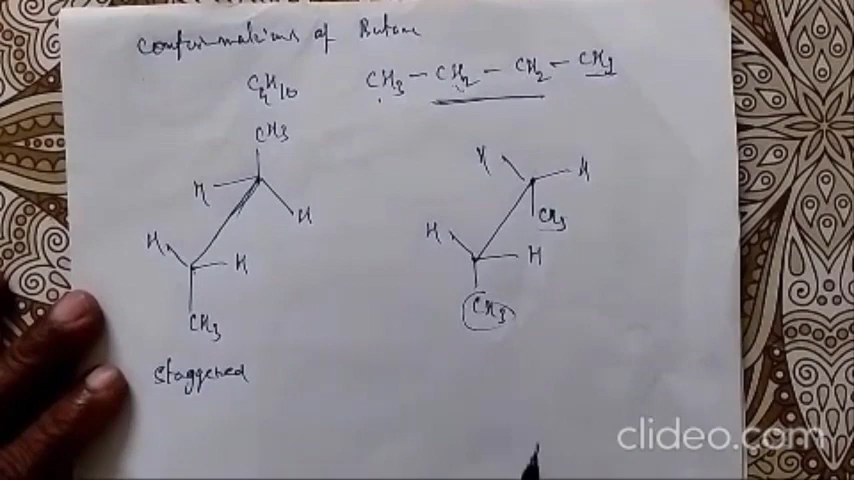 Conformations of Butane
C4H10
CH3 - CH2 - CH2 - CH3
CH3
H
H
H
H
CH3
Staggered
H
H
CH3
H
H
CH3
clideo.com